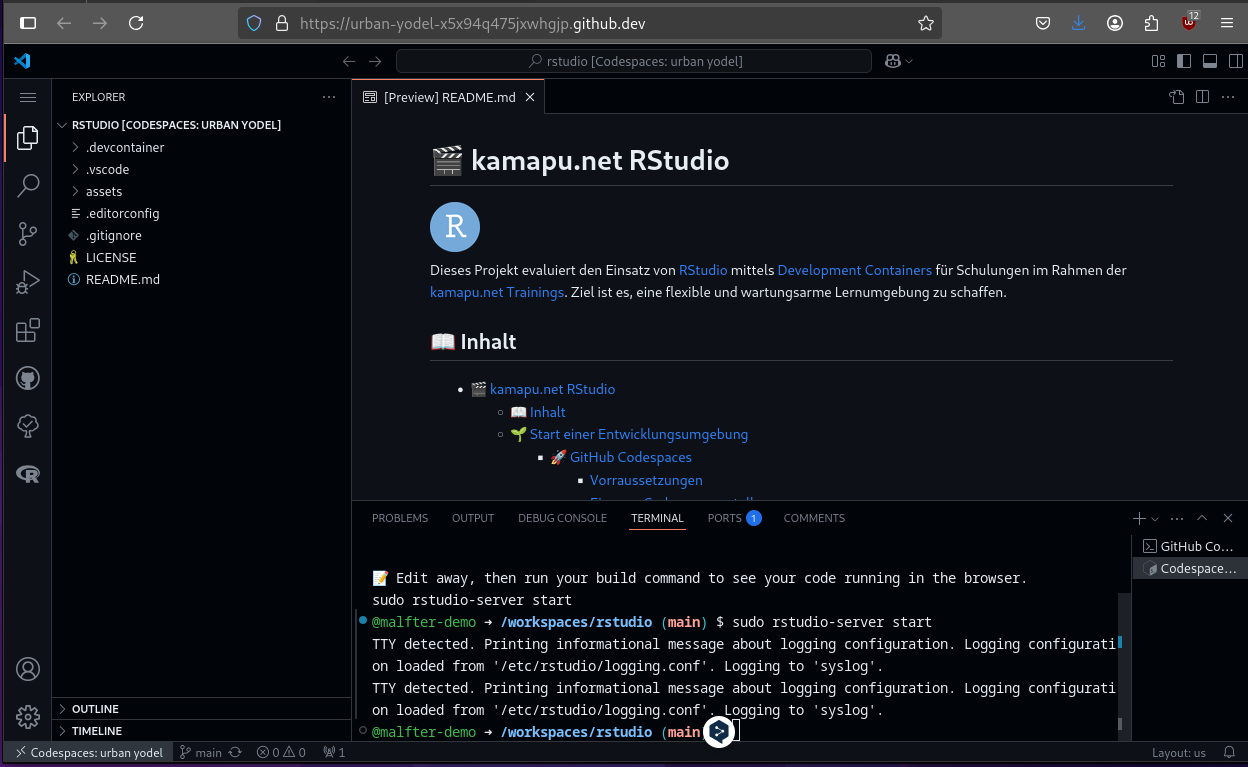 12
https://urban-yodel-x5x94q475jxwhgjp.github.dev
rstudio [Codespaces: urban yodel]
EXPLORER
[Preview] README.md
RSTUDIO [CODESPACES: URBAN YODEL]
.devcontainer
.vscode
assets
.editorconfig
.gitignore
LICENSE
README.md
🎬 kamapu.net RStudio
R
Dieses Projekt evaluiert den Einsatz von RStudio mittels Development Containers für Schulungen im Rahmen der
kamapu.net Trainings. Ziel ist es, eine flexible und wartungsarme Lernumgebung zu schaffen.
📖 Inhalt
• 🎬 kamapu.net RStudio
◦ 📖 Inhalt
◦ 🌱 Start einer Entwicklungsumgebung
▪ 🚀 GitHub Codespaces
▪ Vorraussetzungen
PROBLEMS OUTPUT DEBUG CONSOLE TERMINAL PORTS 1 COMMENTS
GitHub Co...
Codespace...
📝 Edit away, then run your build command to see your code running in the browser.
sudo rstudio-server start
@malfter-demo ➜ /workspaces/rstudio (main) $ sudo rstudio-server start
TTY detected. Printing informational message about logging configuration. Logging configurati
on loaded from '/etc/rstudio/logging.conf'. Logging to 'syslog'.
TTY detected. Printing informational message about logging configuration. Logging configurati
on loaded from '/etc/rstudio/logging.conf'. Logging to 'syslog'.
@malfter-demo ➜ /workspaces/rstudio (main
OUTLINE
TIMELINE
Codespaces: urban yodel main 0 0 1 Layout: us